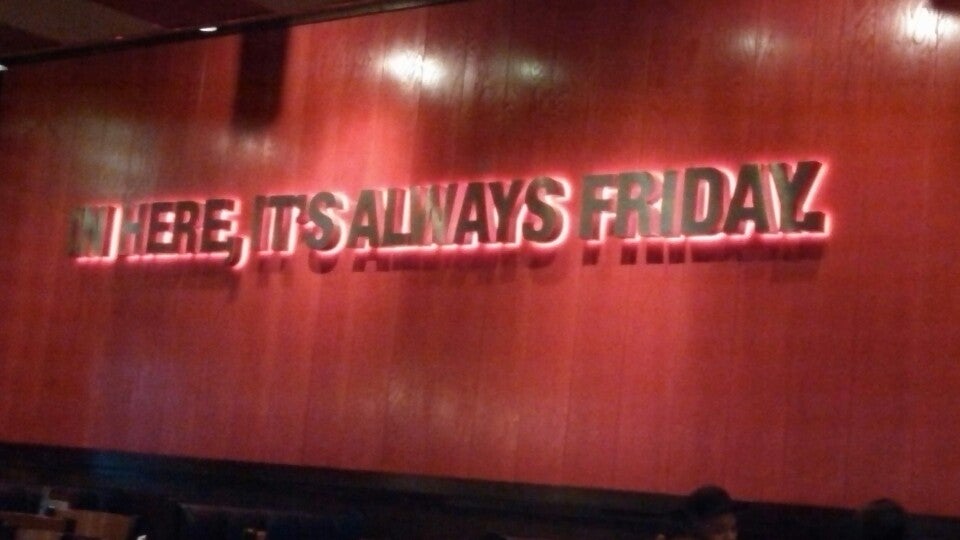 IN HERE, IT'S ALWAYS FRIDAY.